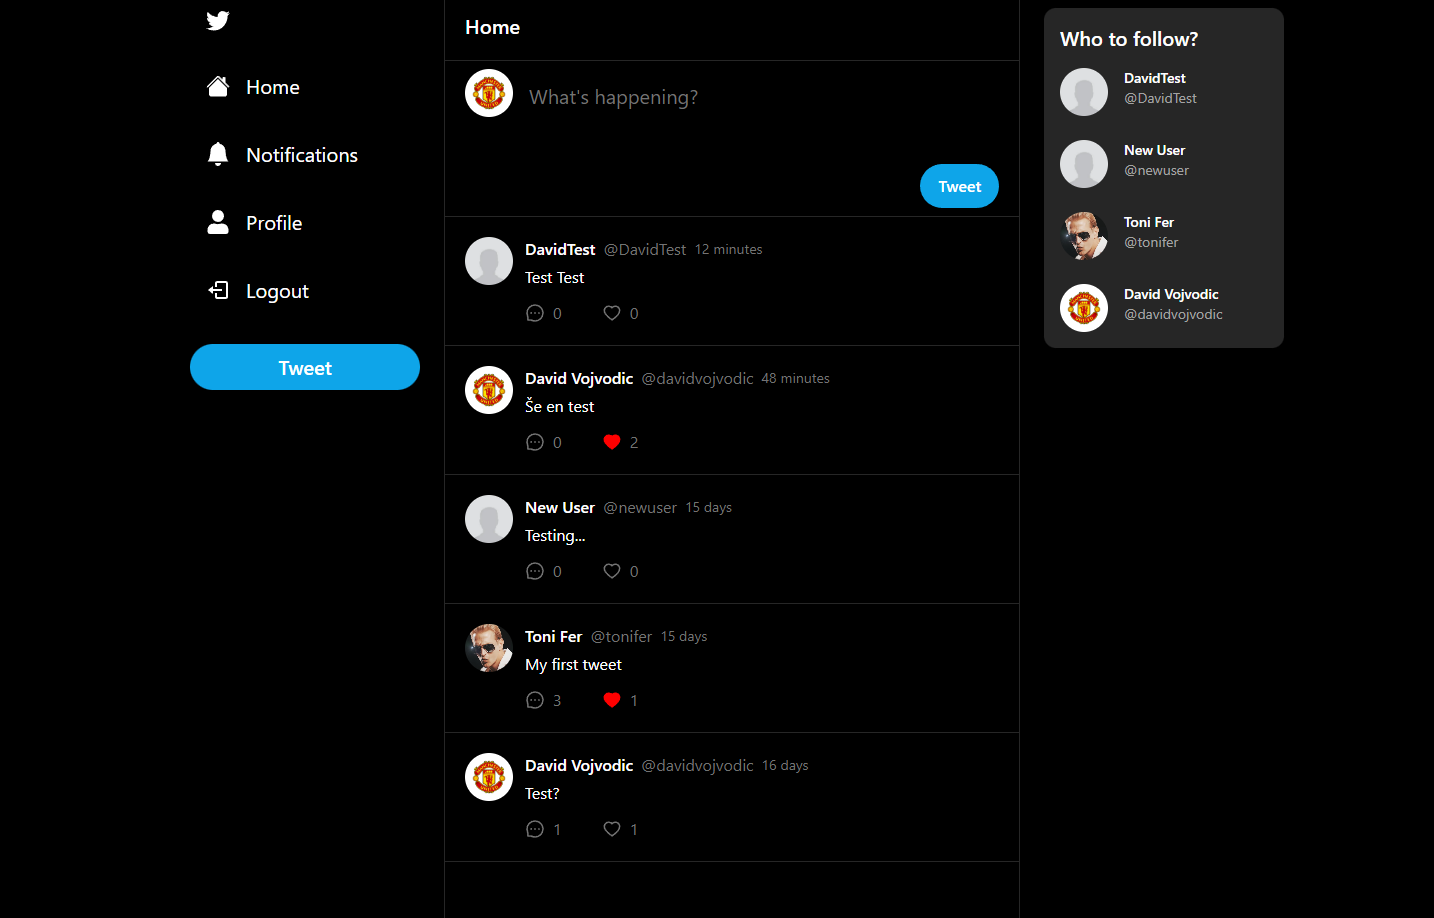 Home
Notifications
Profile
Logout
Tweet
Home
What's happening?
Tweet
DavidTest @DavidTest 12 minutes
Test Test
0 0
David Vojvodic @davidvojvodic 48 minutes
Še en test
0 2
New User @newuser 15 days
Testing...
0 0
Toni Fer @tonifer 15 days
My first tweet
3 1
David Vojvodic @davidvojvodic 16 days
Test?
1 1
Who to follow?
DavidTest
@DavidTest
New User
@newuser
Toni Fer
@tonifer
David Vojvodic
@davidvojvodic